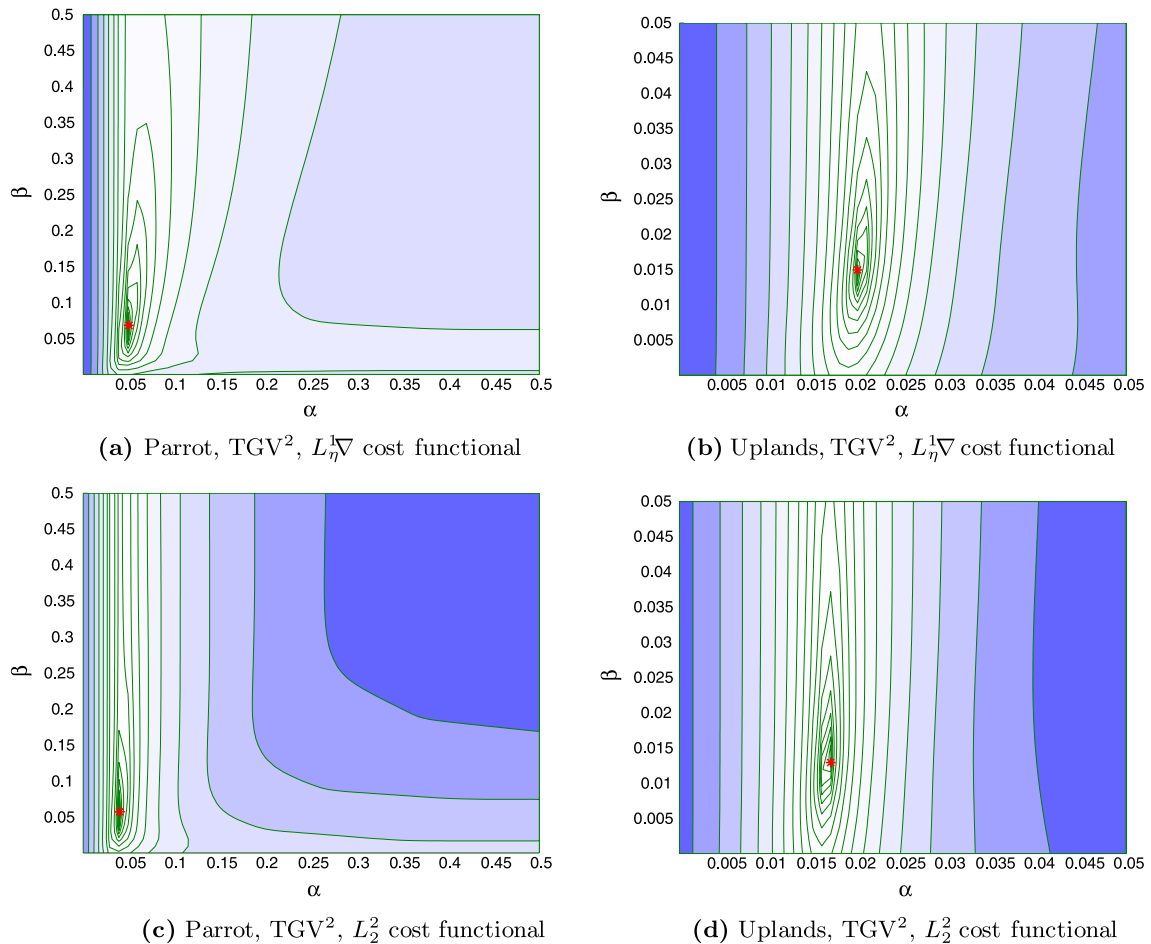 0.5
0.45
0.4
0.35
0.3
0.25
0.2
0.15
0.1
0.05
β
0.05 0.1 0.15 0.2 0.25 0.3 0.35 0.4 0.45 0.5
α
(a) Parrot, TGV², L¹η∇ cost functional
0.05
0.045
0.04
0.035
0.03
0.025
0.02
0.015
0.01
0.005
β
0.005 0.01 0.015 0.02 0.025 0.03 0.035 0.04 0.045 0.05
α
(b) Uplands, TGV², L¹η∇ cost functional
0.5
0.45
0.4
0.35
0.3
0.25
0.2
0.15
0.1
0.05
β
0.05 0.1 0.15 0.2 0.25 0.3 0.35 0.4 0.45 0.5
α
(c) Parrot, TGV², L²₂ cost functional
0.05
0.045
0.04
0.035
0.03
0.025
0.02
0.015
0.01
0.005
β
0.005 0.01 0.015 0.02 0.025 0.03 0.035 0.04 0.045 0.05
α
(d) Uplands, TGV², L²₂ cost functional